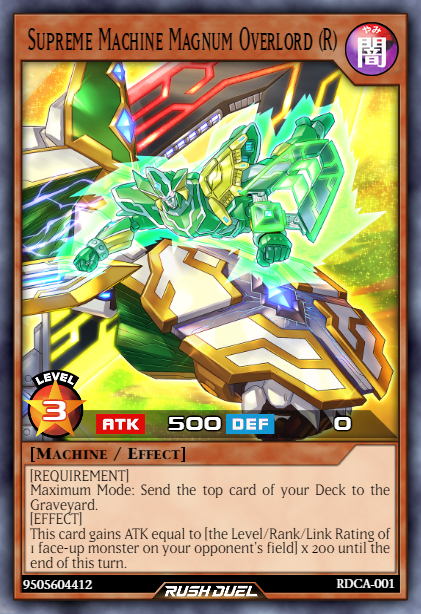 Supreme Machine Magnum Overlord (R)
やみ
闇
LEVEL
3
ATK 500 DEF 0
[Machine / Effect]
[REQUIREMENT]
Maximum Mode: Send the top card of your Deck to the
Graveyard.
[EFFECT]
This card gains ATK equal to [the Level/Rank/Link Rating of
1 face-up monster on your opponent's field] x 200 until the
end of this turn.
9505604412
RUSH DUEL
RDCA-001